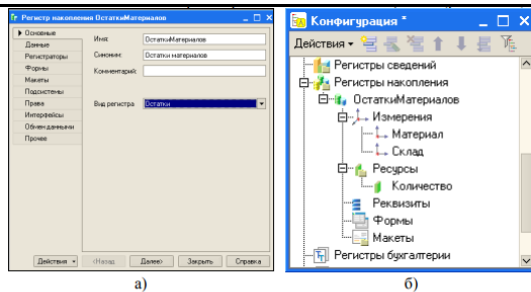 Регистр накопления ОстаткиМатериалов
Основные
Данные
Регистраторы
Формы
Макеты
Подсистемы
Права
Интерфейсы
Обмен данными
Прочее
Имя: ОстаткиМатериалов
Синоним: Остатки материалов
Комментарий:
Вид регистра Остатки
Действия <Назад Далее> Закрыть Справка
а)
Конфигурация *
Действия
Регистры сведений
Регистры накопления
ОстаткиМатериалов
Измерения
Материал
Склад
Ресурсы
Количество
Реквизиты
Формы
Макеты
Регистры бухгалтерии
б)